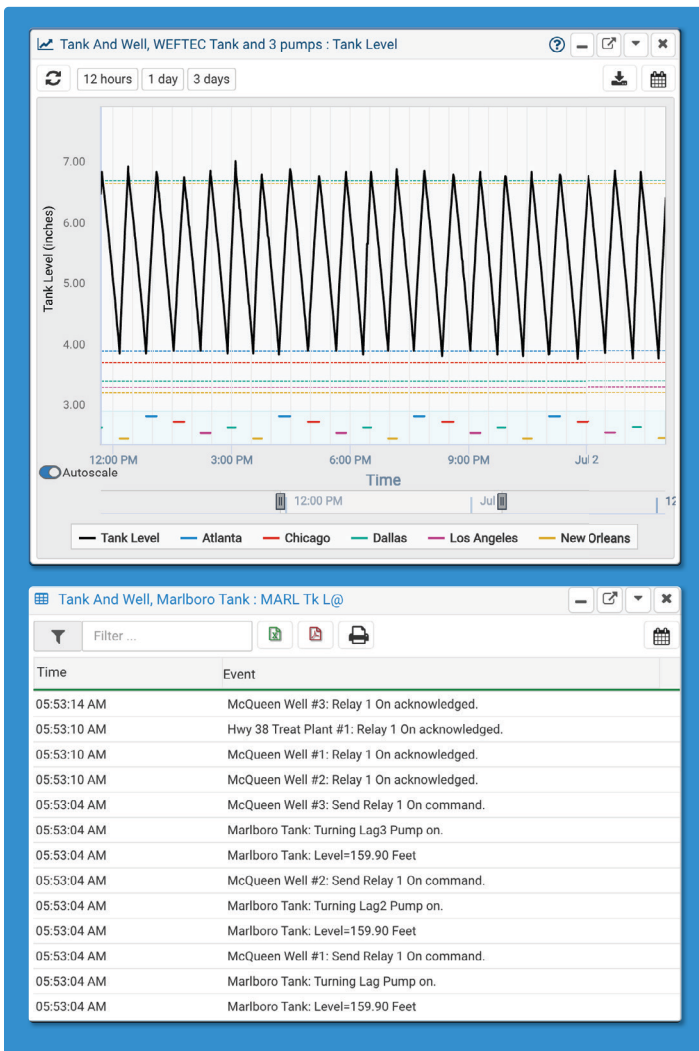 Tank And Well, WEFTEC Tank and 3 pumps : Tank Level
12 hours 1 day 3 days
Tank Level (inches)
7.00
6.00
5.00
4.00
3.00
12:00 PM 3:00 PM 6:00 PM 9:00 PM Jul 2
Autoscale
Time
12:00 PM Jul 12
Tank Level Atlanta Chicago Dallas Los Angeles New Orleans
Tank And Well, Marlboro Tank : MARL Tk L@
Filter ...
Time Event
05:53:14 AM McQueen Well #3: Relay 1 On acknowledged.
05:53:10 AM Hwy 38 Treat Plant #1: Relay 1 On acknowledged.
05:53:10 AM McQueen Well #1: Relay 1 On acknowledged.
05:53:10 AM McQueen Well #2: Relay 1 On acknowledged.
05:53:04 AM McQueen Well #3: Send Relay 1 On command.
05:53:04 AM Marlboro Tank: Turning Lag3 Pump on.
05:53:04 AM Marlboro Tank: Level=159.90 Feet
05:53:04 AM McQueen Well #2: Send Relay 1 On command.
05:53:04 AM Marlboro Tank: Turning Lag2 Pump on.
05:53:04 AM Marlboro Tank: Level=159.90 Feet
05:53:04 AM McQueen Well #1: Send Relay 1 On command.
05:53:04 AM Marlboro Tank: Turning Lag Pump on.
05:53:04 AM Marlboro Tank: Level=159.90 Feet